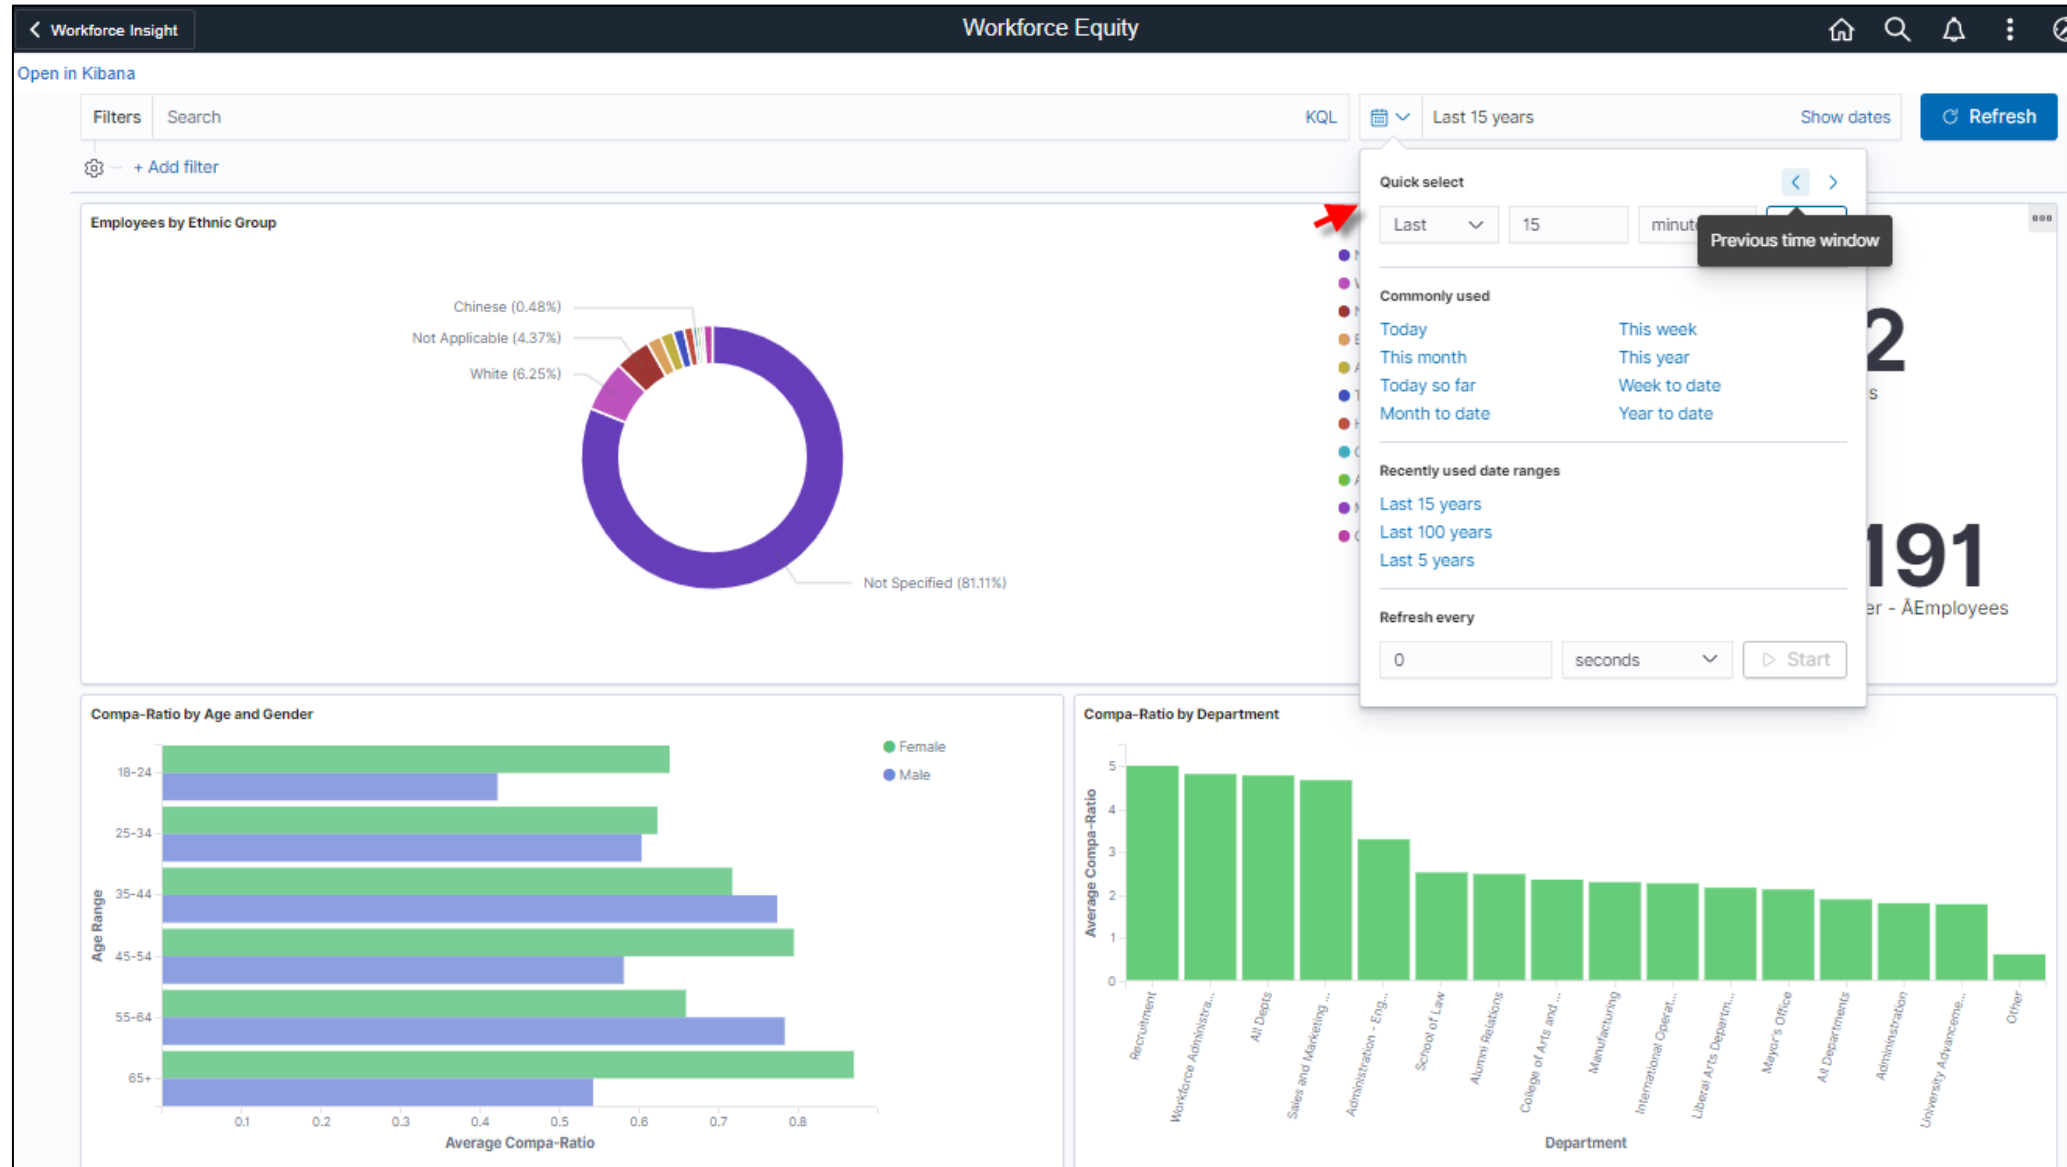 Workforce Insight
Workforce Equity
Open in Kibana
Filters
Search
KQL
Last 15 years
Show dates
Refresh
+ Add filter
Quick select
Last
15
Previous time window
Commonly used
Today
This week
This month
This year
Today so far
Week to date
Month to date
Year to date
Recently used date ranges
Last 15 years
Last 100 years
Last 5 years
Refresh every
0
seconds
Start
Employees by Ethnic Group
Chinese (0.48%)
Not Applicable (4.37%)
White (6.25%)
Not Specified (81.11%)
2
191
er - ÂEmployees
Compa-Ratio by Age and Gender
Female
Male
Age Range
18-24
25-34
35-44
45-54
55-64
65+
0.1 0.2 0.3 0.4 0.5 0.6 0.7 0.8
Average Compa-Ratio
Compa-Ratio by Department
Average Compa-Ratio
5
4
3
2
1
0
Recruitment
Workforce Administra...
All Depts
Sales and Marketing ...
Administration - Eng...
School of Law
Alumni Relations
College of Arts and ...
Manufacturing
International Operat...
Liberal Arts Departm...
Mayor's Office
All Departments
Admininstration
University Advanceme...
Other
Department